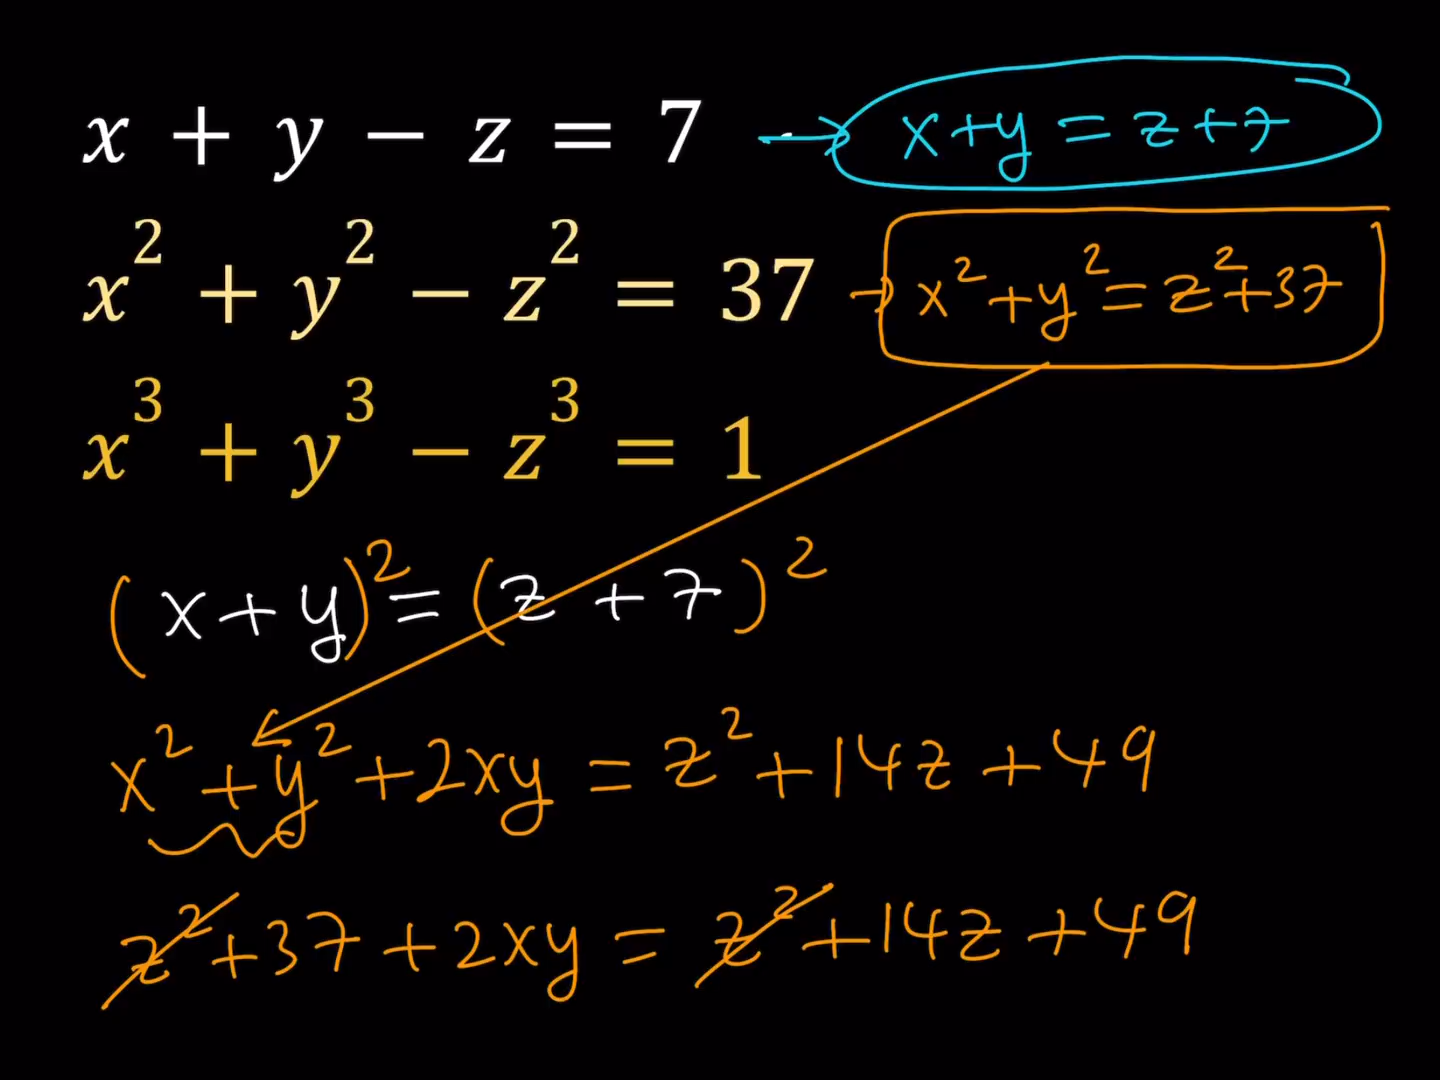 x + y − z = 7 → x+y = z+7
x² + y² − z² = 37 → x²+y²=z²+37
x³ + y³ − z³ = 1
(x+y)²=(z+7)²
x²+y²+2xy=z²+14z+49
z²+37+2xy=z²+14z+49